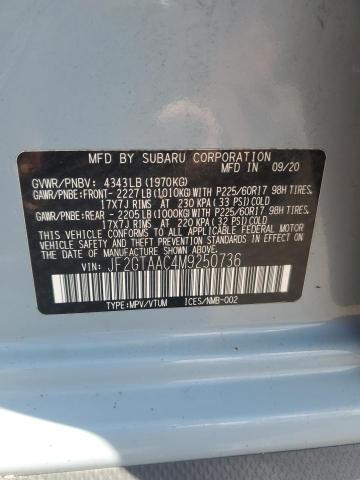 MFD. BY SUBARU CORPORATION
MFD IN 09/20
GVWR/PNBV: 4343LB (1970KG)
GAWR/PNBE:FRONT- 2227LB (1010KG)WITH P225/60R17 98H TIRES,
17X7J RIMS AT 230 KPA (33 PSI)COLD
GAWR/PNBE:REAR - 2205LB (1000KG)WITH P225/60R17 98H TIRES,
17X7J RIMS AT 220 KPA (32 PSI)COLD
THIS VEHICLE CONFORMS TO ALL APPLICABLE FEDERAL MOTOR
VEHICLE SAFETY STANDARDS IN EFFECT ON THE DATE OF
MANUFACTURE SHOWN ABOVE.
VIN: JF2GTAAC4M9250736
TYPE:MPV/VTUM ICES/NMB-002